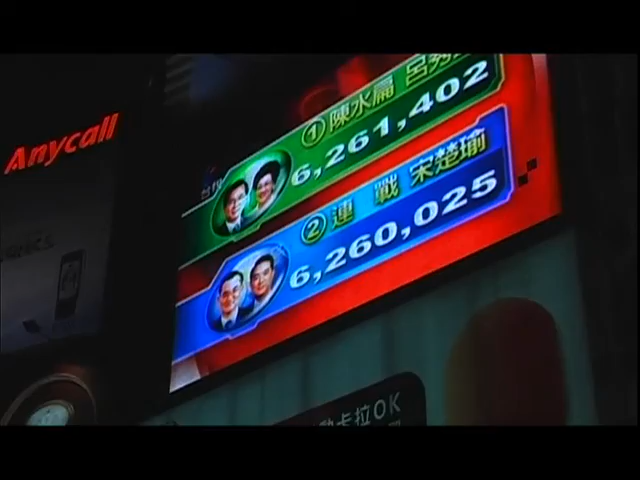 Anycall
① 陳水扁 呂秀
6,261,402
② 連 戰 宋楚瑜
6,260,025
卡拉OK